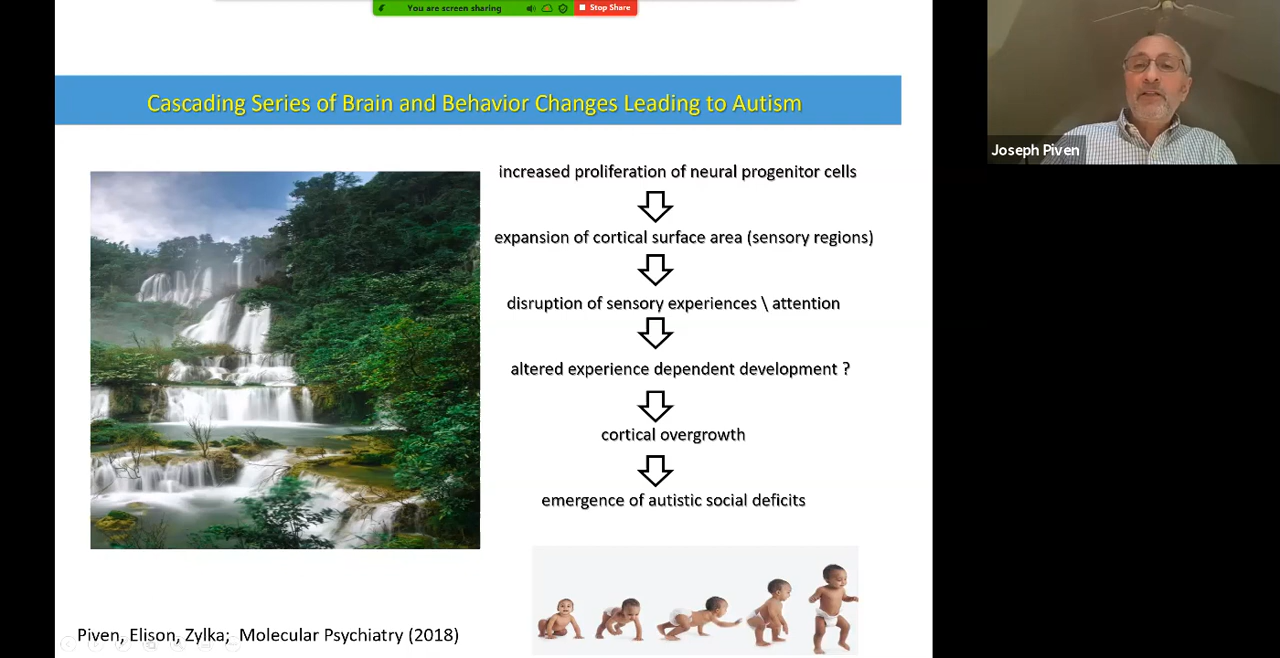 You are screen sharing
Stop Share
Cascading Series of Brain and Behavior Changes Leading to Autism
Joseph Piven
increased proliferation of neural progenitor cells
expansion of cortical surface area (sensory regions)
disruption of sensory experiences \ attention
altered experience dependent development ?
cortical overgrowth
emergence of autistic social deficits
Piven, Elison, Zylka; Molecular Psychiatry (2018)